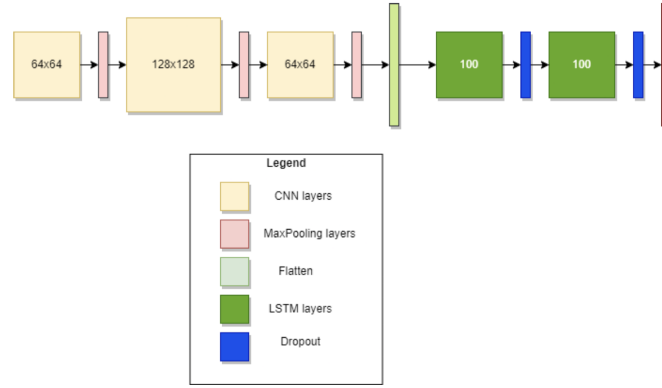 64x64
128x128
64x64
100
100
Legend
CNN layers
MaxPooling layers
Flatten
LSTM layers
Dropout